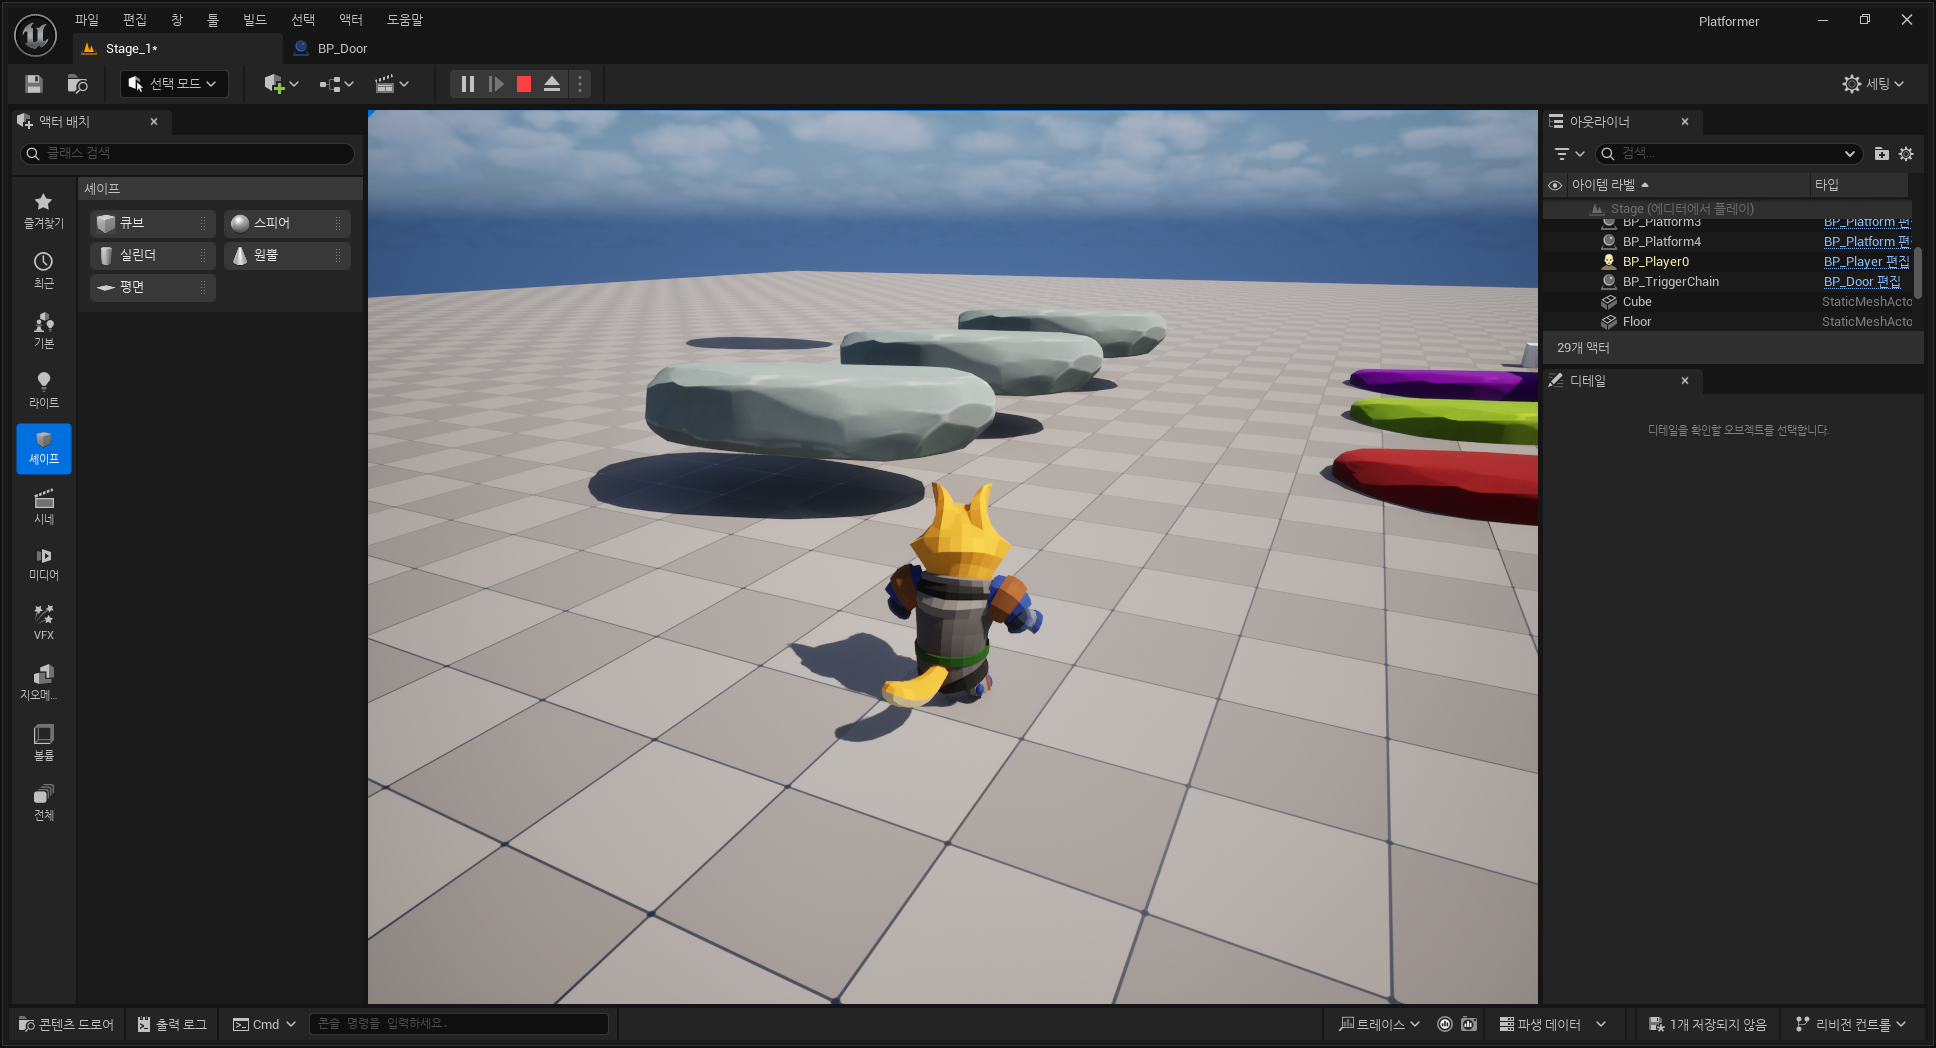 파일 편집 창 툴 빌드 선택 액터 도움말
Platformer
Stage_1*
BP_Door
선택 모드
세팅
액터 배치
클래스 검색
즐겨찾기
최근
기본
라이트
셰이프
시네
미디어
VFX
지오메...
볼륨
전체
셰이프
큐브
스피어
실린더
원뿔
평면
아웃라이너
검색...
아이템 라벨 타입
Stage (에디터에서 플레이)
BP_Platform3 BP_Platform 편
BP_Platform4 BP_Platform 편
BP_Player0 BP_Player 편집
BP_TriggerChain BP_Door 편집
Cube StaticMeshActo
Floor StaticMeshActo
29개 액터
디테일
디테일을 확인할 오브젝트를 선택합니다.
콘텐츠 드로어
출력 로그
Cmd
콘솔 명령을 입력하세요.
트레이스
파생 데이터
1개 저장되지 않음
리비전 컨트롤